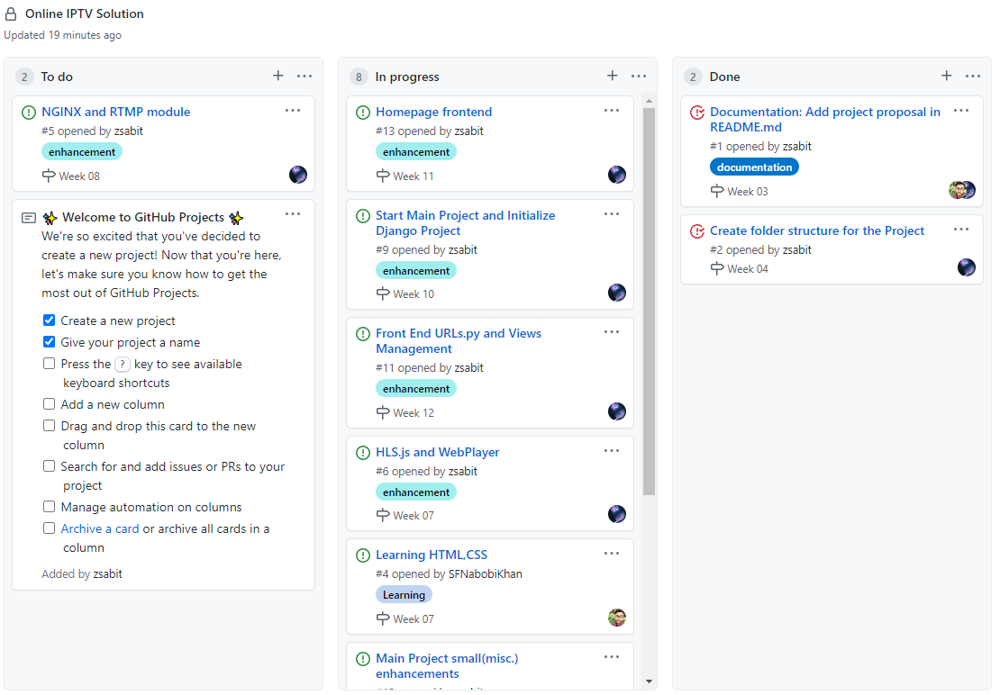 Online IPTV Solution
Updated 19 minutes ago
2 To do
NGINX and RTMP module
#5 opened by zsabit
enhancement
Week 08
✨ Welcome to GitHub Projects ✨
We're so excited that you've decided to
create a new project! Now that you're here,
let's make sure you know how to get the
most out of GitHub Projects.
Create a new project
Give your project a name
Press the ? key to see available
keyboard shortcuts
Add a new column
Drag and drop this card to the new
column
Search for and add issues or PRs to your
project
Manage automation on columns
Archive a card or archive all cards in a
column
Added by zsabit
8 In progress
Homepage frontend
#13 opened by zsabit
enhancement
Week 11
Start Main Project and Initialize
Django Project
#9 opened by zsabit
enhancement
Week 10
Front End URLs.py and Views
Management
#11 opened by zsabit
enhancement
Week 12
HLS.js and WebPlayer
#6 opened by zsabit
enhancement
Week 07
Learning HTML,CSS
#4 opened by SFNabobiKhan
Learning
Week 07
Main Project small(misc.)
enhancements
2 Done
Documentation: Add project proposal in
README.md
#1 opened by zsabit
documentation
Week 03
Create folder structure for the Project
#2 opened by zsabit
Week 04